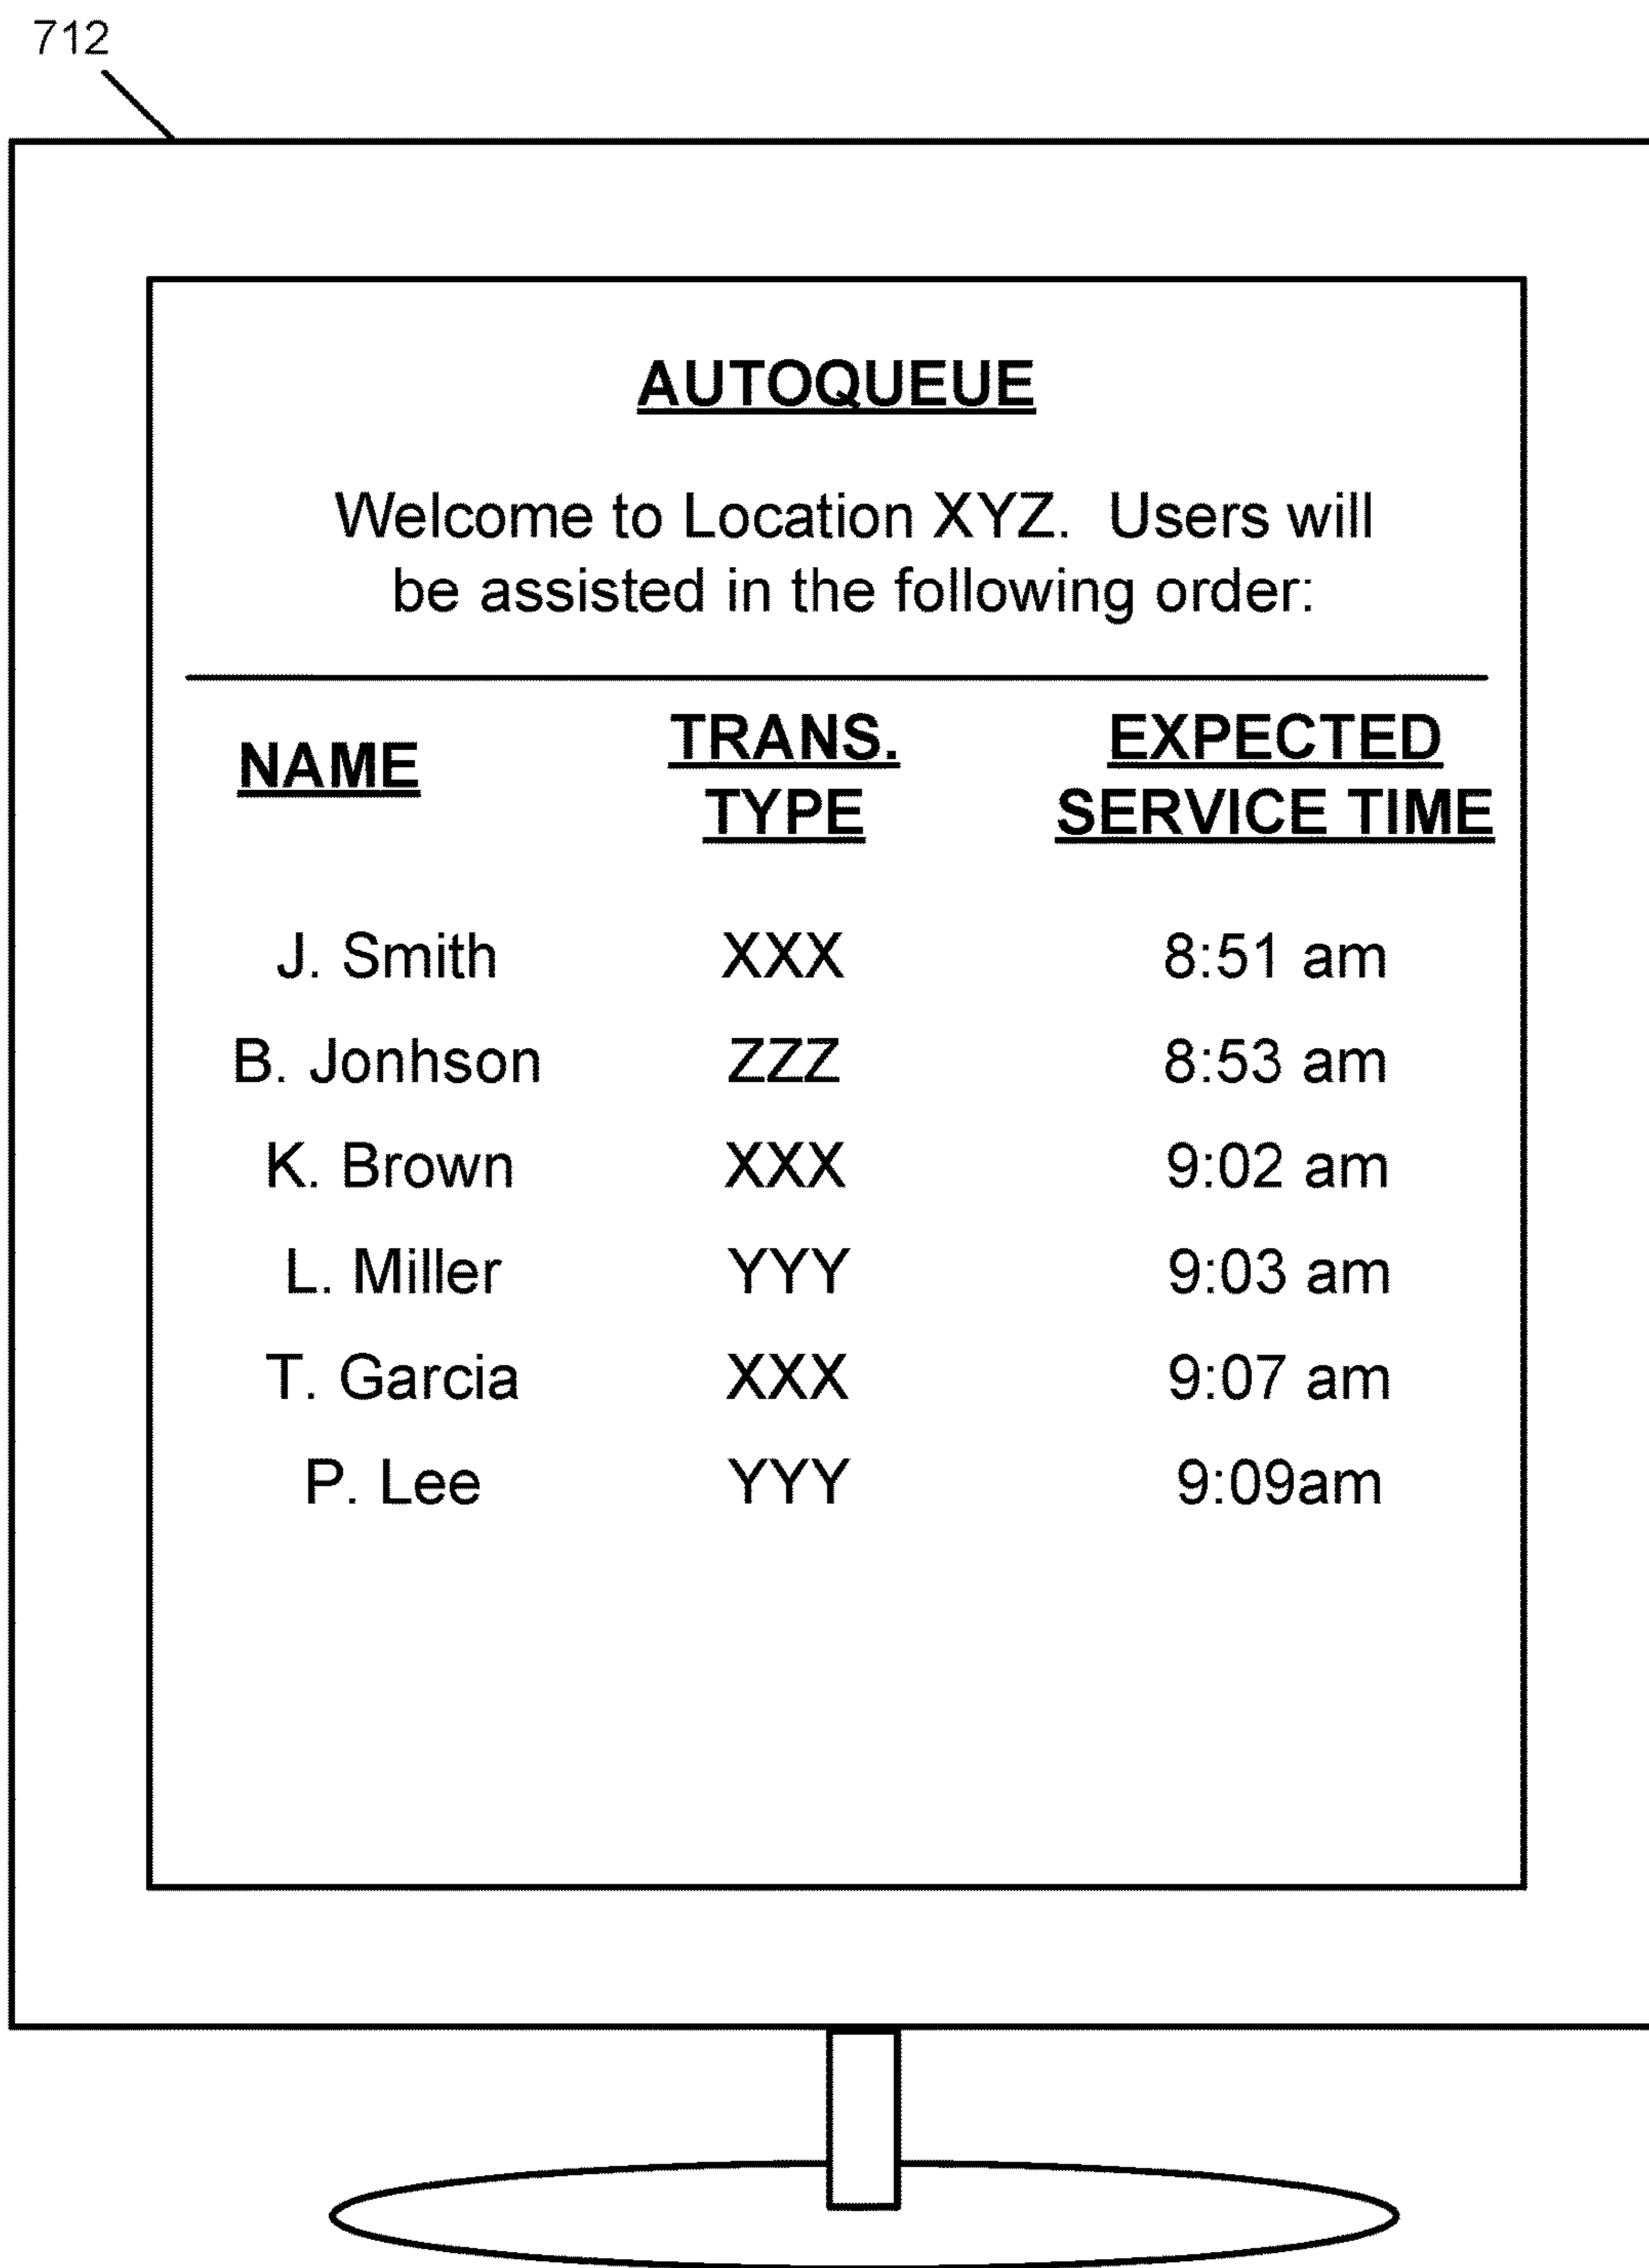 712
AUTOQUEUE
Welcome to Location XYZ.  Users will
be assisted in the following order:
NAME TRANS. TYPE EXPECTED SERVICE TIME
J. Smith XXX 8:51 am
B. Jonhson ZZZ 8:53 am
K. Brown XXX 9:02 am
L. Miller YYY 9:03 am
T. Garcia XXX 9:07 am
P. Lee YYY 9:09am